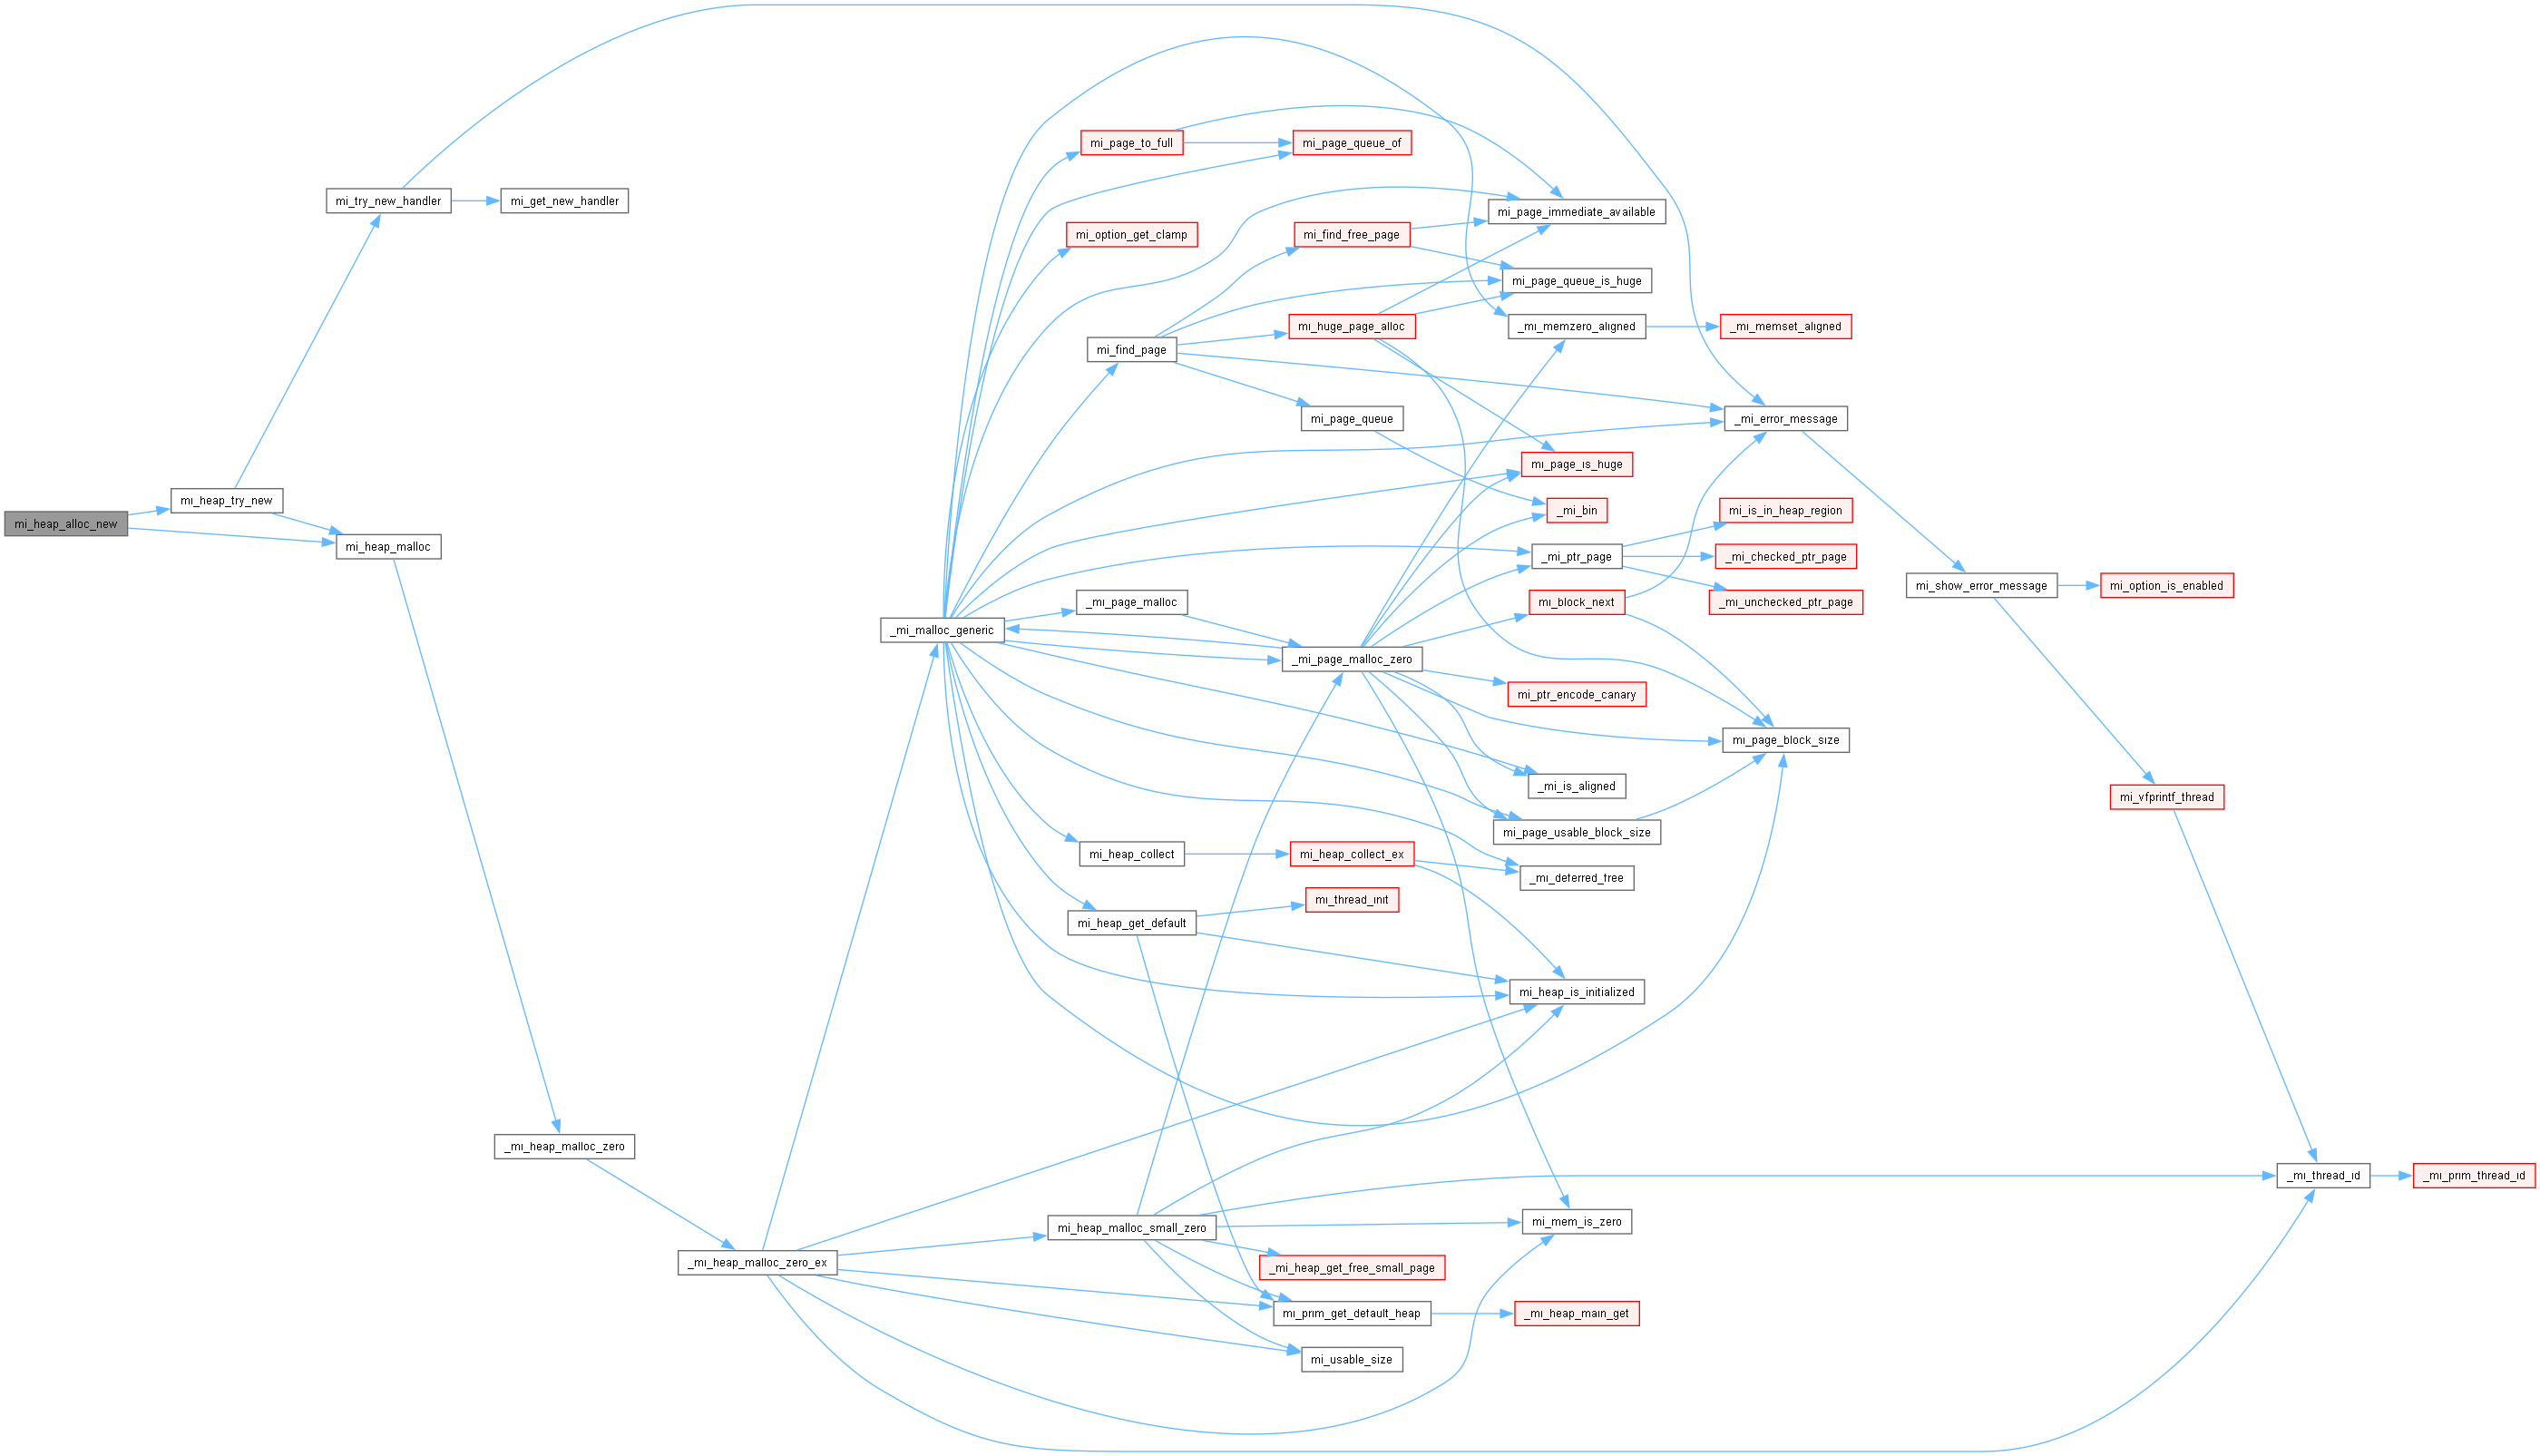 mi_heap_alloc_new
mi_heap_try_new
mi_heap_malloc
mi_try_new_handler
mi_get_new_handler
_mi_heap_malloc_zero
_mi_heap_malloc_zero_ex
_mi_malloc_generic
mi_page_to_full
mi_page_queue_of
mi_option_get_clamp
mi_find_free_page
mi_page_immediate_available
mi_page_queue_is_huge
mi_huge_page_alloc
_mi_memzero_aligned
_mi_memset_aligned
mi_find_page
mi_page_queue
_mi_error_message
mi_page_is_huge
_mi_bin
mi_is_in_heap_region
_mi_ptr_page
_mi_checked_ptr_page
_mi_unchecked_ptr_page
mi_show_error_message
mi_option_is_enabled
_mi_page_malloc
mi_block_next
_mi_page_malloc_zero
mi_ptr_encode_canary
mi_page_block_size
_mi_is_aligned
mi_vfprintf_thread
mi_page_usable_block_size
mi_heap_collect
mi_heap_collect_ex
_mi_deferred_free
mi_thread_init
mi_heap_get_default
mi_heap_is_initialized
_mi_thread_id
_mi_prim_thread_id
mi_heap_malloc_small_zero
mi_mem_is_zero
_mi_heap_get_free_small_page
mi_prim_get_default_heap
_mi_heap_main_get
mi_usable_size